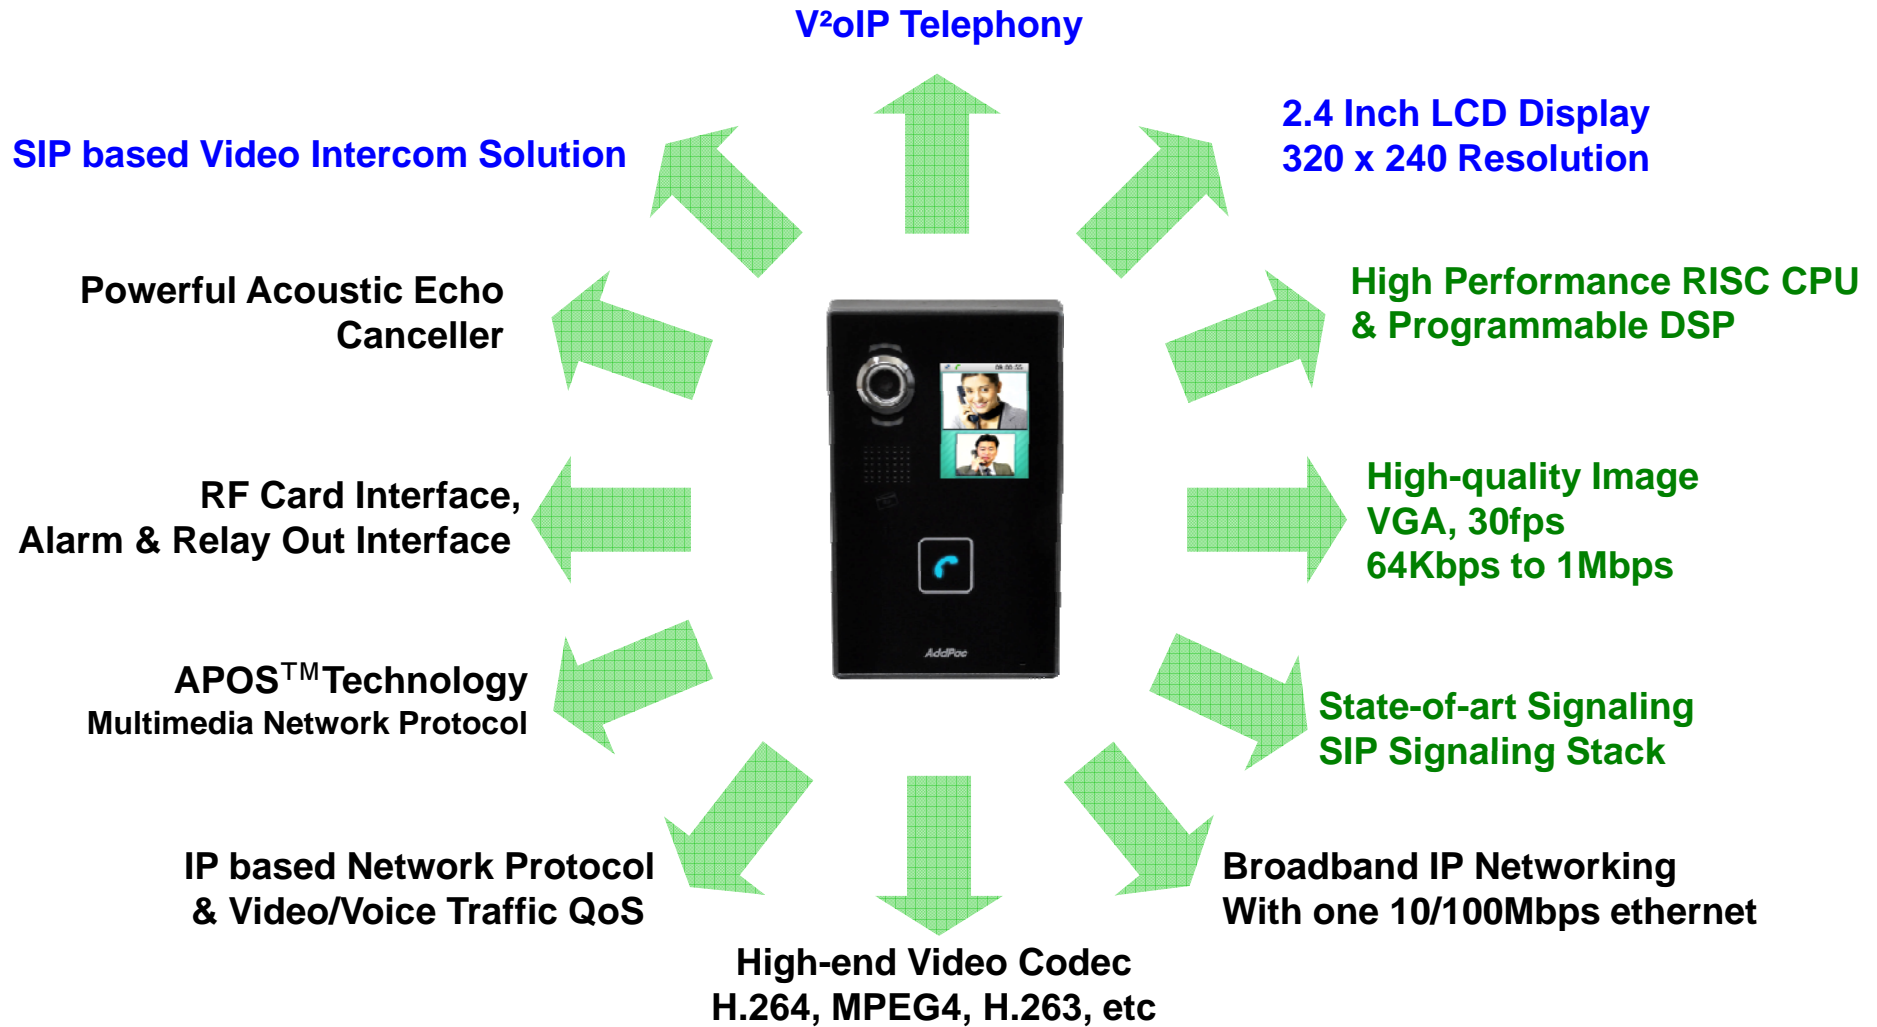 V²oIP Telephony
2.4 Inch LCD Display
320 x 240 Resolution
SIP based Video Intercom Solution
High Performance RISC CPU
& Programmable DSP
Powerful Acoustic Echo
Canceller
High-quality Image
VGA, 30fps
64Kbps to 1Mbps
RF Card Interface,
Alarm & Relay Out Interface
AddPac
APOS™Technology
Multimedia Network Protocol
State-of-art Signaling
SIP Signaling Stack
IP based Network Protocol
& Video/Voice Traffic QoS
Broadband IP Networking
With one 10/100Mbps ethernet
High-end Video Codec
H.264, MPEG4, H.263, etc